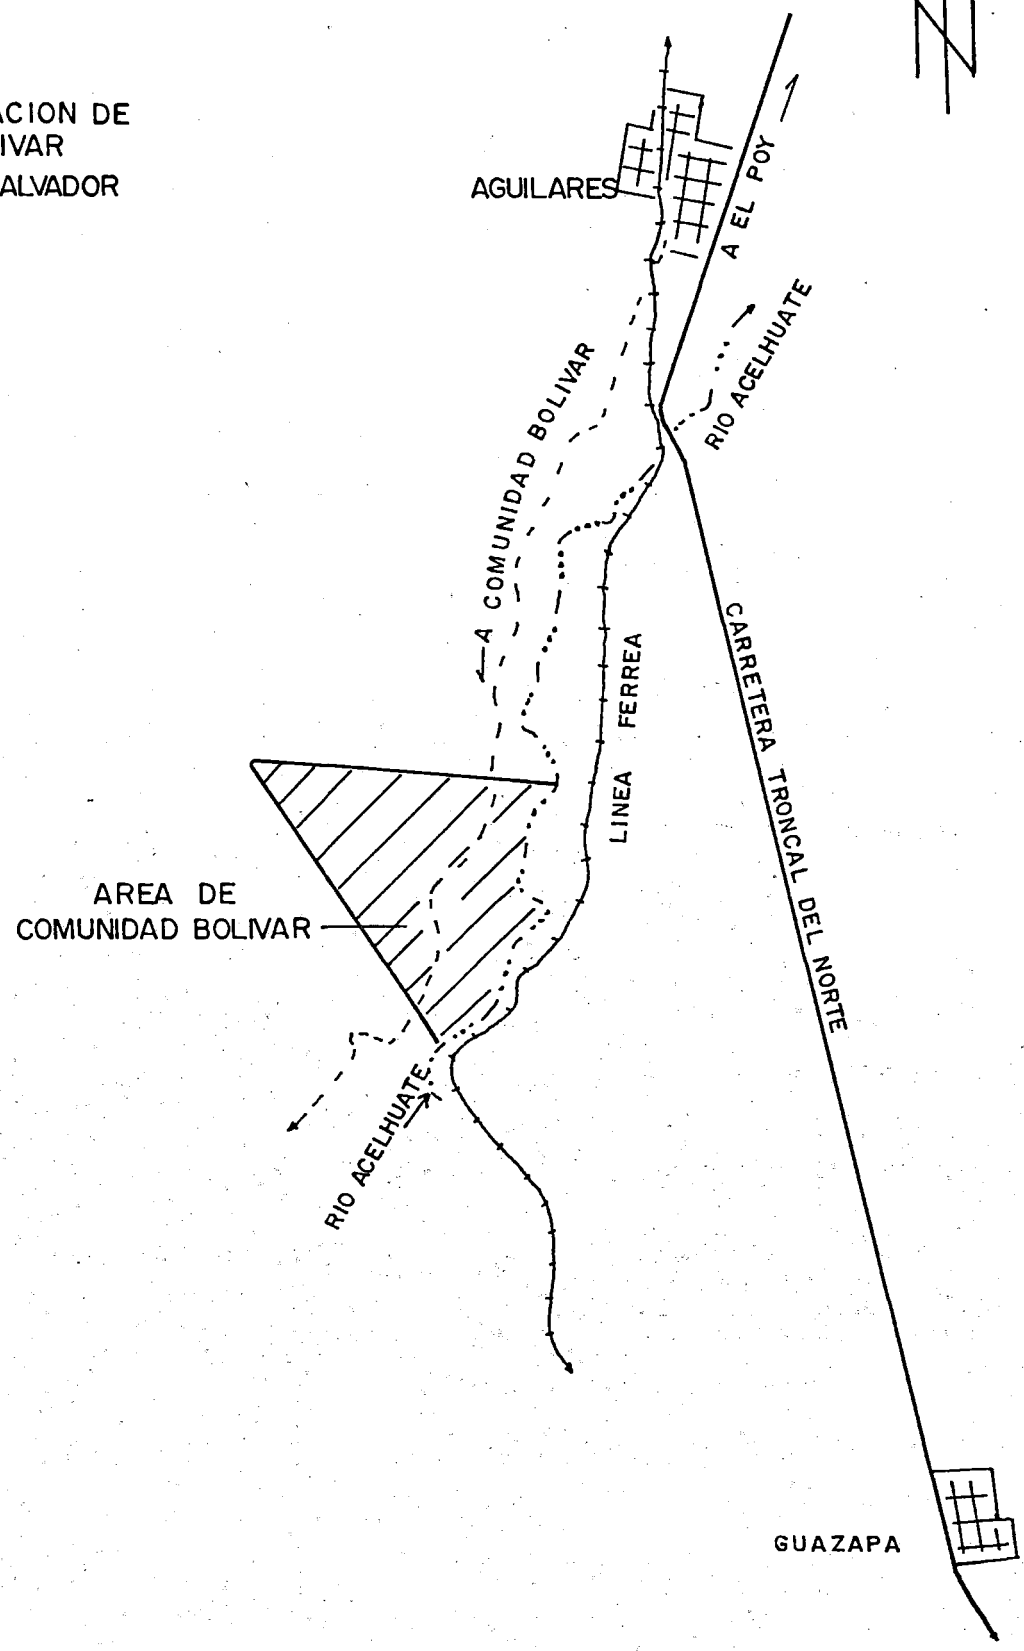 ACION DE
IVAR
ALVADOR
N
AGUILARES
A EL POY
RIO ACELHUATE
A COMUNIDAD BOLIVAR
LINEA FERREA
CARRETERA TRONCAL DEL NORTE
AREA DE
COMUNIDAD BOLIVAR
RIO ACELHUATE
GUAZAPA